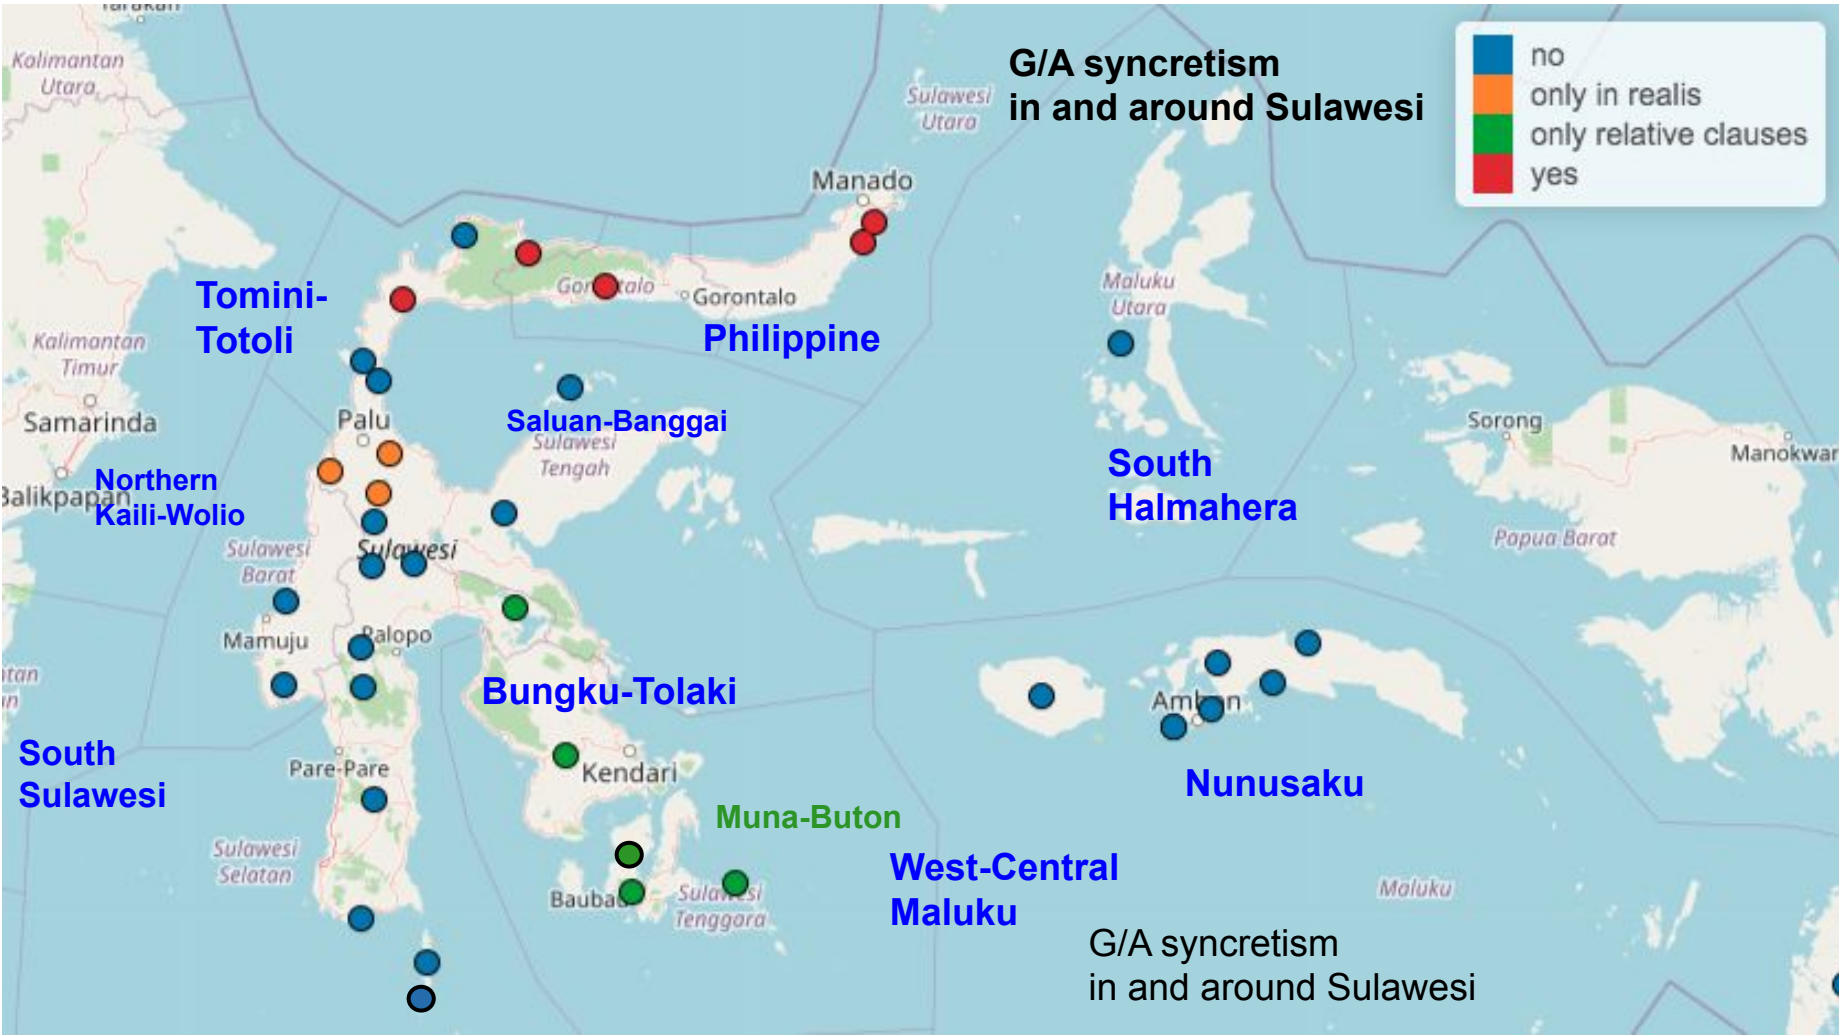 Tarakan
Kalimantan
Utara
Sulawesi
Utara
G/A syncretism
in and around Sulawesi
no
only in realis
only relative clauses
yes
Manado
Tomini-
Totoli
Gorontalo
Gorontalo
Philippine
Maluku
Utara
Kalimantan
Timur
Samarinda
Palu
Saluan-Banggai
Sulawesi
Tengah
Sorong
Manokwar
Balikpapan
Northern
Kaili-Wolio
South
Halmahera
Sulawesi
Barat
Sulawesi
Papua Barat
Mamuju
Palopo
ntan
n
Bungku-Tolaki
Ambon
South
Sulawesi
Pare-Pare
Kendari
Nunusaku
Muna-Buton
Sulawesi
Selatan
Baubau
Sulawesi
Tenggara
West-Central
Maluku
Maluku
G/A syncretism
in and around Sulawesi